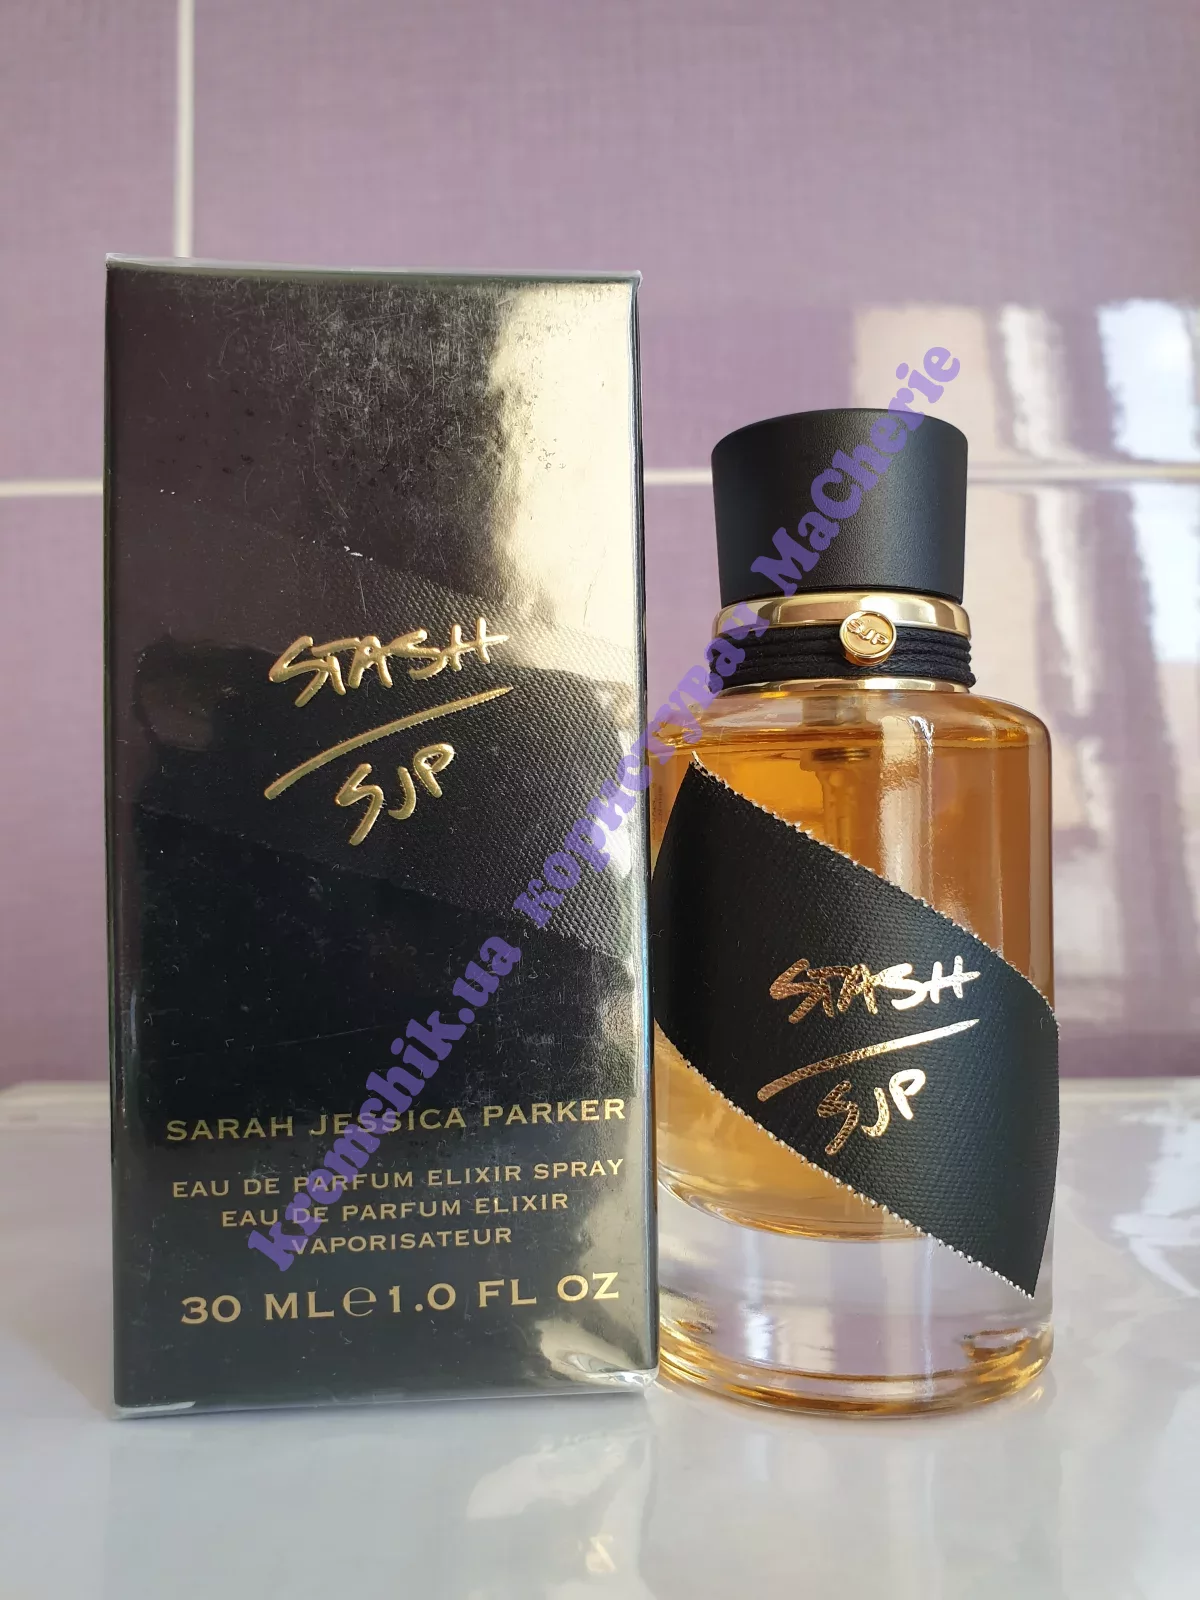 STASH
SJP
SARAH JESSICA PARKER
EAU DE PARFUM ELIXIR SPRAY
EAU DE PARFUM ELIXIR
VAPORISATEUR
30 ML e 1.0 FL OZ
SJP
STASH
SJP
kremchik.ua користувач MaCherie